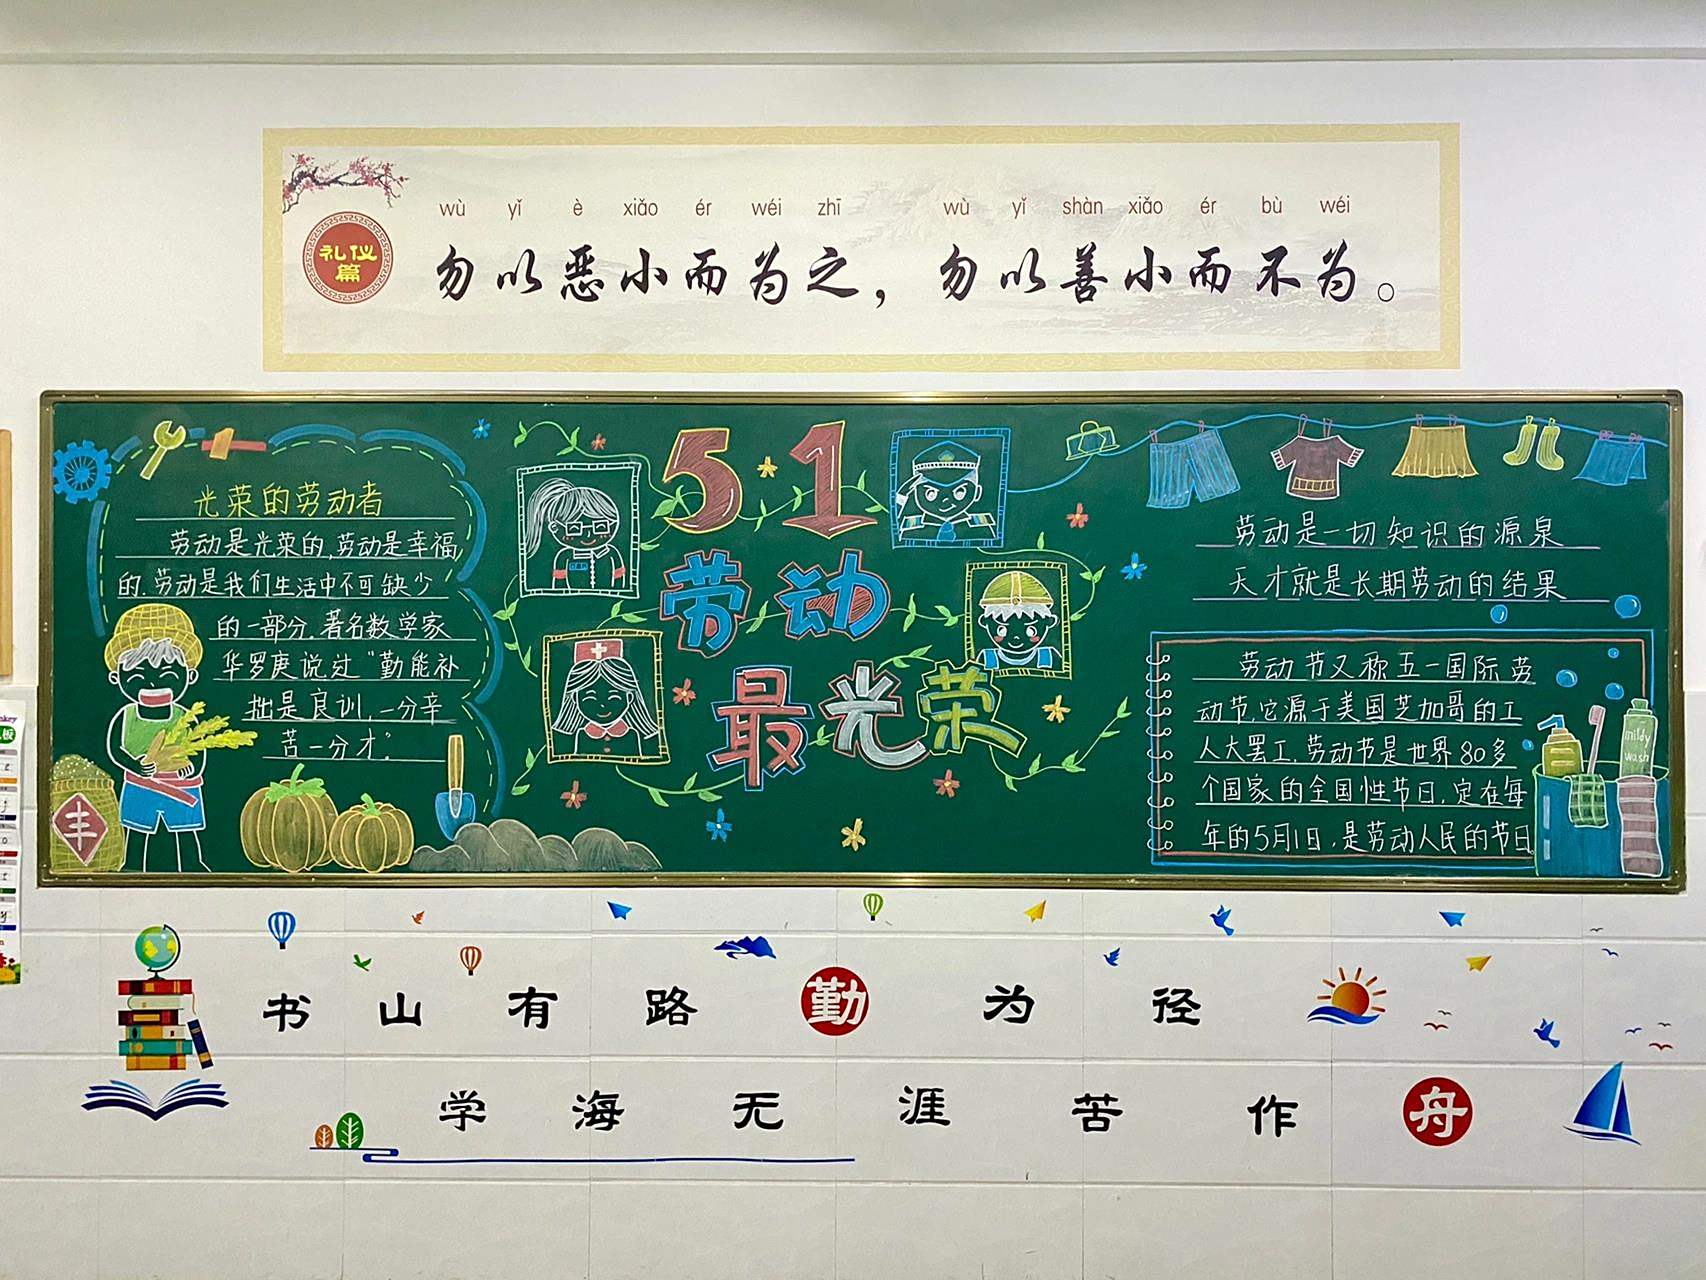 wù yǐ è xiǎo ér wéi zhī wù yǐ shàn xiǎo ér bù wéi
礼仪
篇
勿以恶小而为之，勿以善小而不为。
光荣的劳动者
劳动是光荣的，劳动是幸福
的．劳动是我们生活中不可缺少
的一部分．著名数学家
华罗庚说过“勤能补
拙是良训，一分辛
苦一分才”．
丰
51
劳动
最光荣
劳动是一切知识的源泉
天才就是长期劳动的结果
劳动节又称五一国际劳
动节，它源于美国芝加哥的工
人大罢工，劳动节是世界80多
个国家的全国性节日，定在每
年的5月1日，是劳动人民的节日。
mildy
wash
书山有路勤为径
学海无涯苦作舟